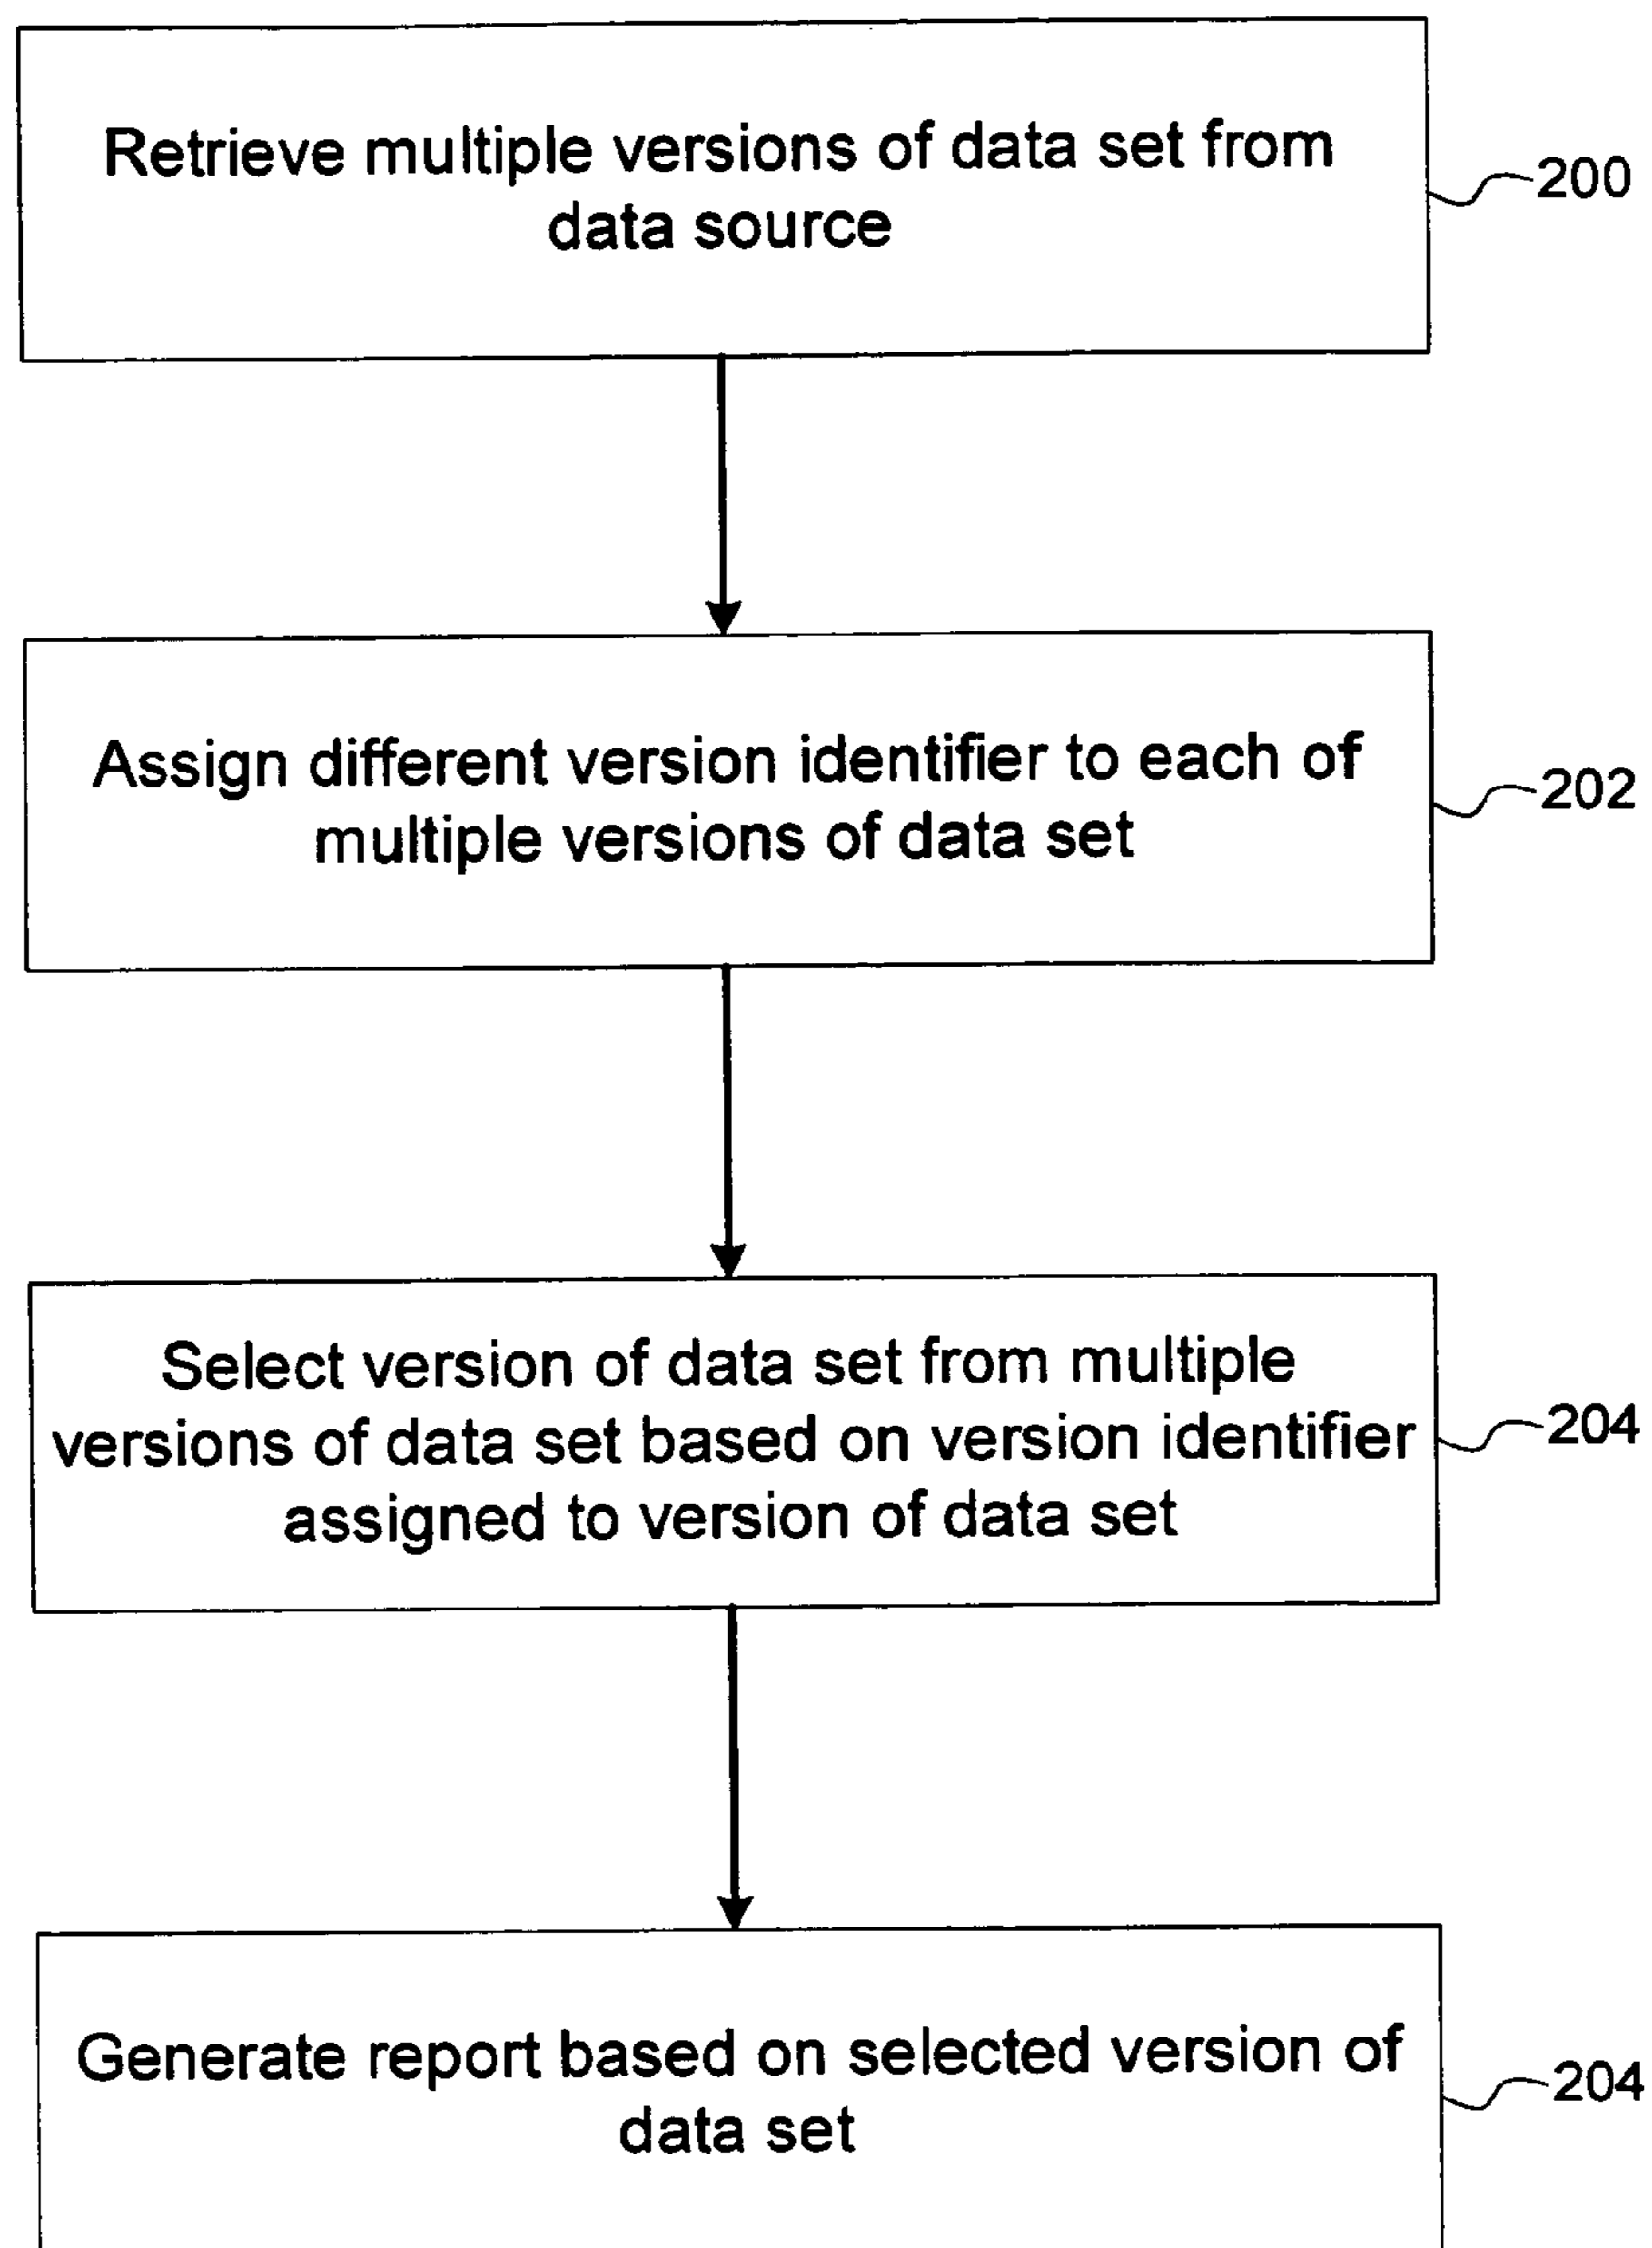 Retrieve multiple versions of data set from
data source
200
Assign different version identifier to each of
multiple versions of data set
202
Select version of data set from multiple
versions of data set based on version identifier
assigned to version of data set
204
Generate report based on selected version of
data set
204